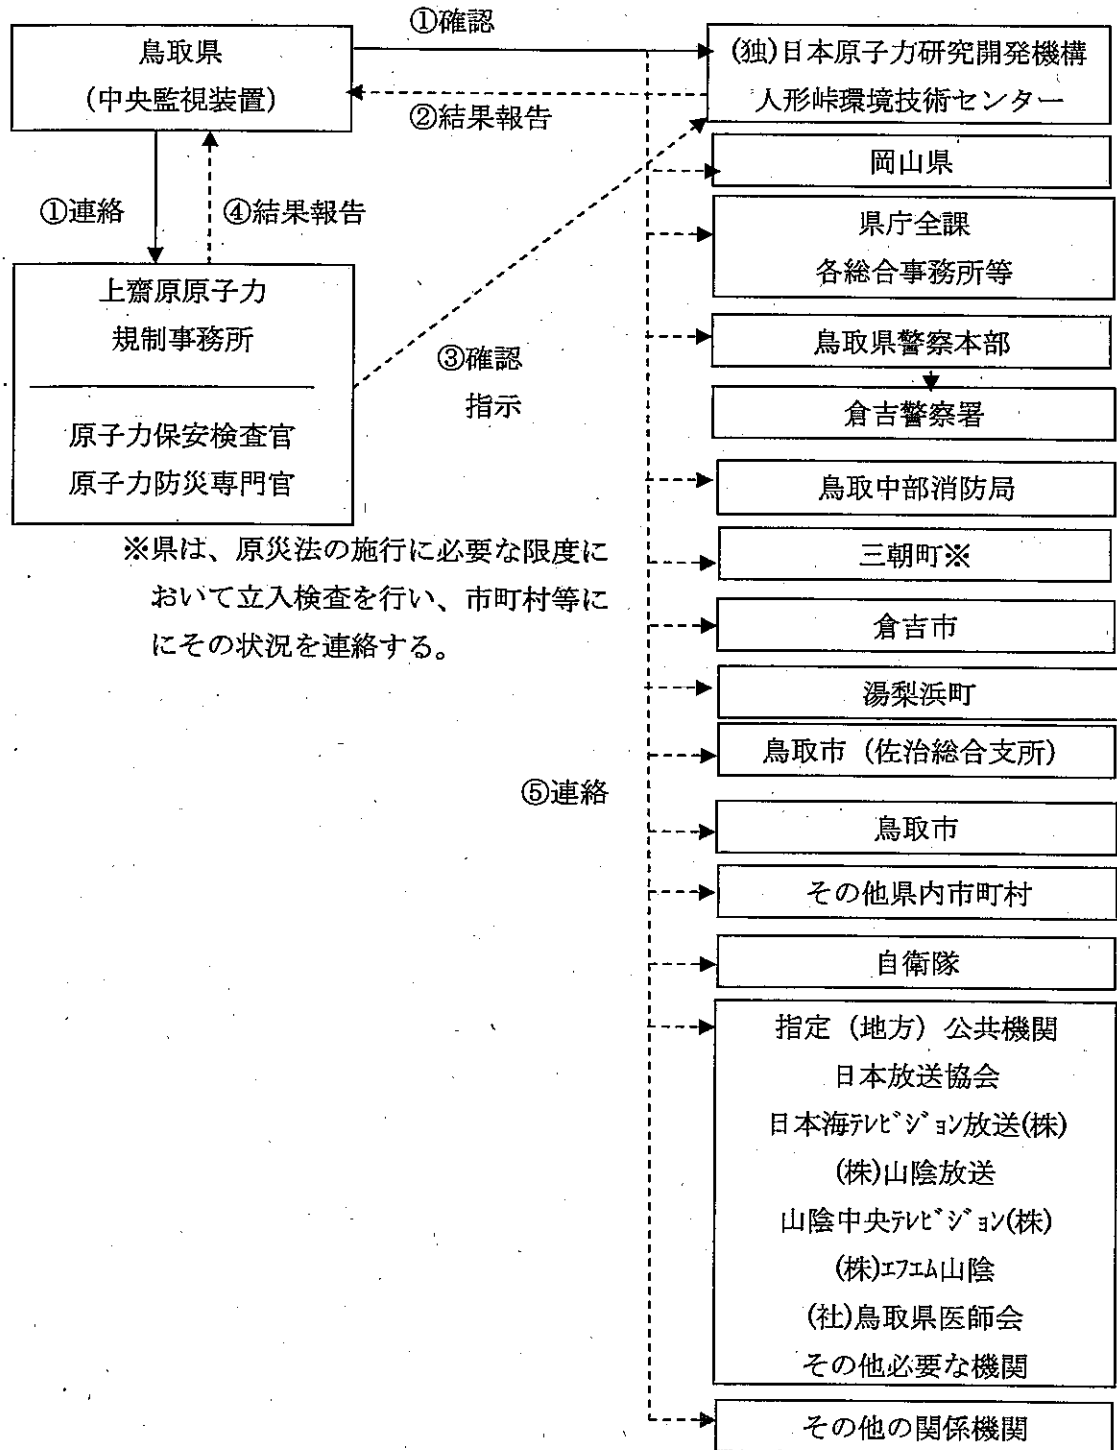 ①確認
鳥取県
(中央監視装置)
(独)日本原子力研究開発機構
人形峠環境技術センター
②結果報告
岡山県
①連絡
④結果報告
県庁全課
各総合事務所等
上齋原原子力
規制事務所
③確認
指示
鳥取県警察本部
倉吉警察署
原子力保安検査官
原子力防災専門官
鳥取中部消防局
※県は、原災法の施行に必要な限度に
おいて立入検査を行い、市町村等に
にその状況を連絡する。
三朝町※
倉吉市
湯梨浜町
鳥取市（佐治総合支所）
⑤連絡
鳥取市
その他県内市町村
自衛隊
指定（地方）公共機関
日本放送協会
日本海ﾃﾚﾋﾞｼﾞｮﾝ放送(株)
(株)山陰放送
山陰中央ﾃﾚﾋﾞｼﾞｮﾝ(株)
(株)ｴﾌｴﾑ山陰
(社)鳥取県医師会
その他必要な機関
その他の関係機関